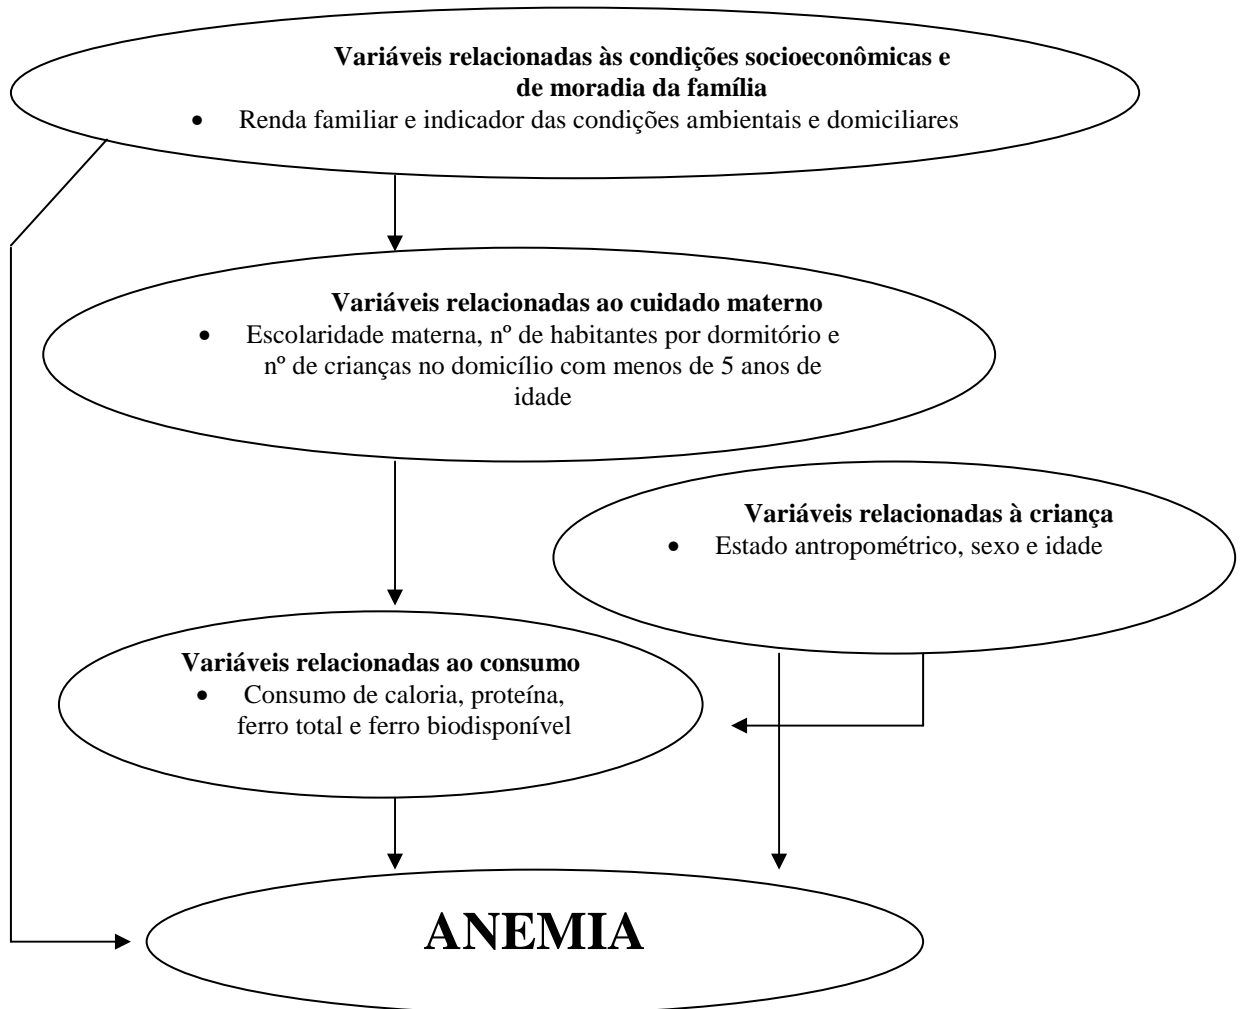 Variáveis relacionadas às condições socioeconômicas e
de moradia da família
• Renda familiar e indicador das condições ambientais e domiciliares
Variáveis relacionadas ao cuidado materno
• Escolaridade materna, nº de habitantes por dormitório e
nº de crianças no domicílio com menos de 5 anos de
idade
Variáveis relacionadas à criança
• Estado antropométrico, sexo e idade
Variáveis relacionadas ao consumo
• Consumo de caloria, proteína,
ferro total e ferro biodisponível
ANEMIA